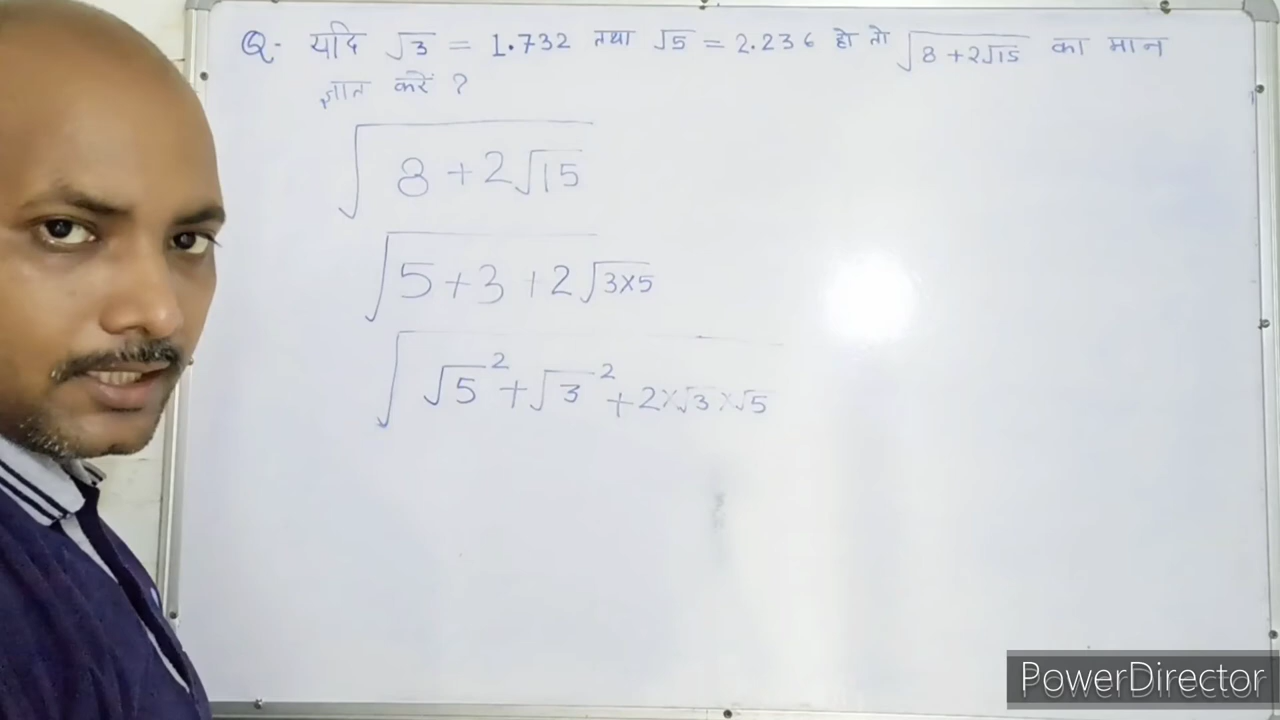 Q- यदि √3 = 1.732 तथा √5 = 2.236 हो तो √(8+2√15) का मान
ज्ञात करें ?
√(8+2√15)
√(5+3+2√(3×5))
√(√5²+√3²+2×√3×√5)
PowerDirector